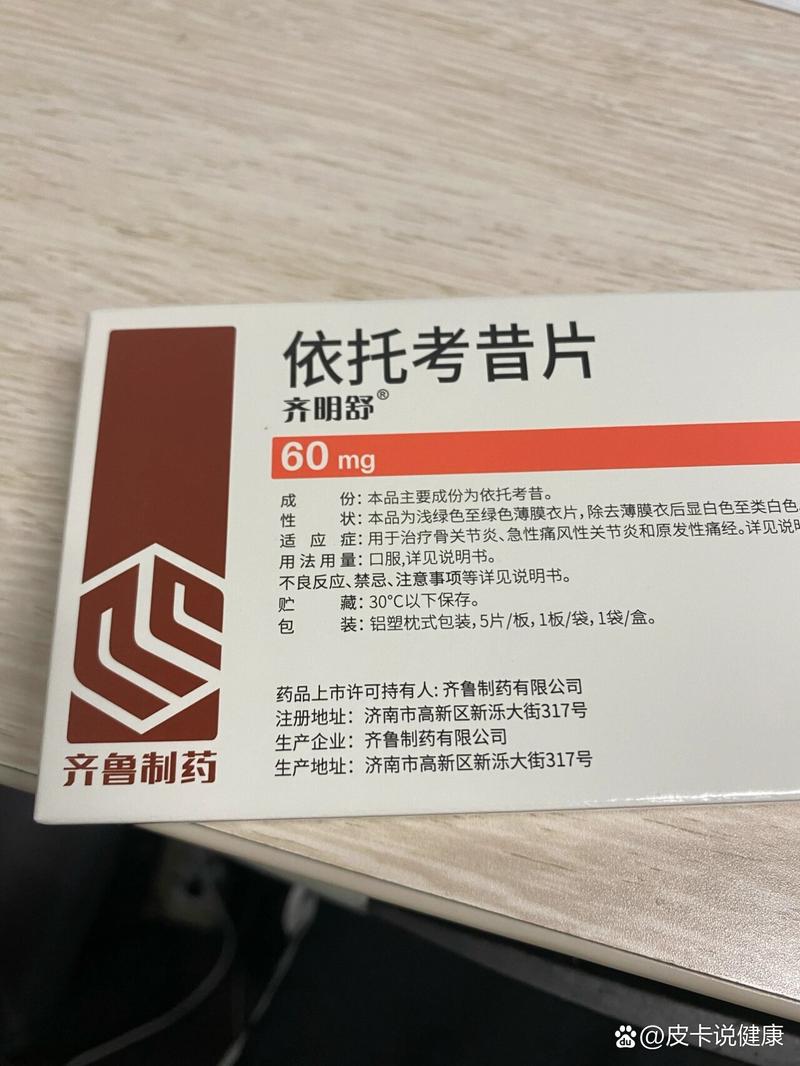 依托考昔片
齐明舒®
60 mg
成 份：本品主要成份为依托考昔。
性 状：本品为浅绿色至绿色薄膜衣片，除去薄膜衣后显白色至类白色。
适 应 症：用于治疗骨关节炎、急性痛风性关节炎和原发性痛经。详见说明
用法用量：口服，详见说明书。
不良反应、禁忌、注意事项等详见说明书。
贮 藏：30℃以下保存。
包 装：铝塑枕式包装，5片/板，1板/袋，1袋/盒。
药品上市许可持有人：齐鲁制药有限公司
注册地址：济南市高新区新泺大街317号
生产企业：齐鲁制药有限公司
生产地址：济南市高新区新泺大街317号
齐鲁制药
du @皮卡说健康